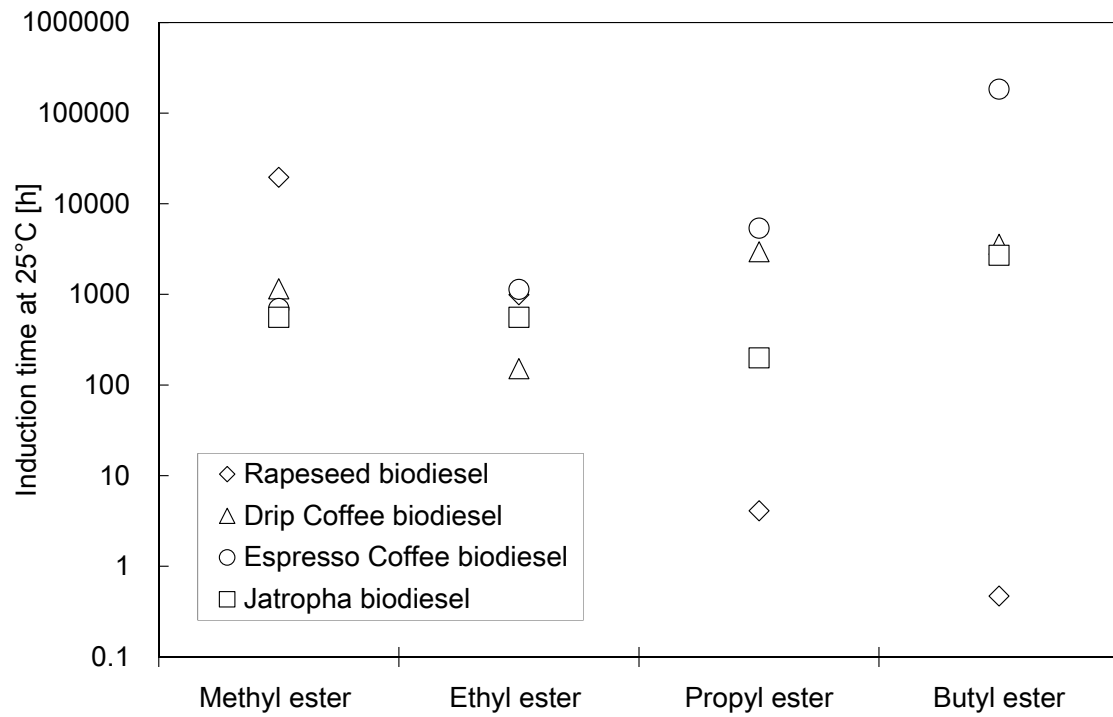 1000000
100000
10000
1000
100
10
1
0.1
Induction time at 25°C [h]
Rapeseed biodiesel
Drip Coffee biodiesel
Espresso Coffee biodiesel
Jatropha biodiesel
Methyl ester
Ethyl ester
Propyl ester
Butyl ester